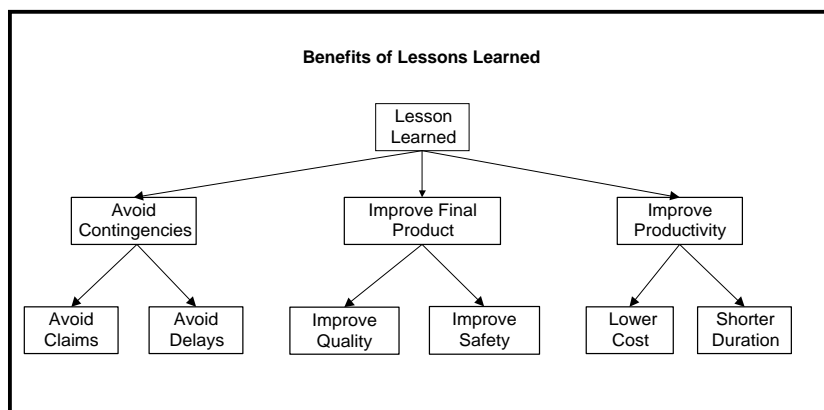 Benefits of Lessons Learned
Lesson
Learned
Avoid
Contingencies
Improve Final
Product
Improve
Productivity
Avoid
Claims
Avoid
Delays
Improve
Quality
Improve
Safety
Lower
Cost
Shorter
Duration